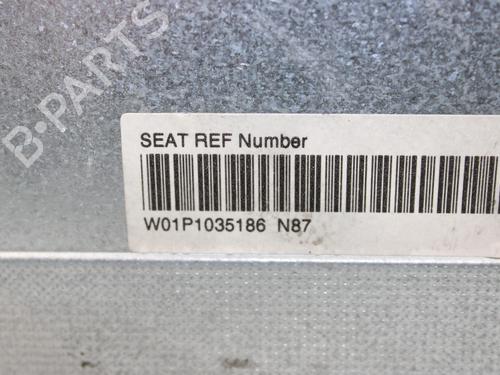 B-PARTS
SEAT REF Number
W01P1035186 N87